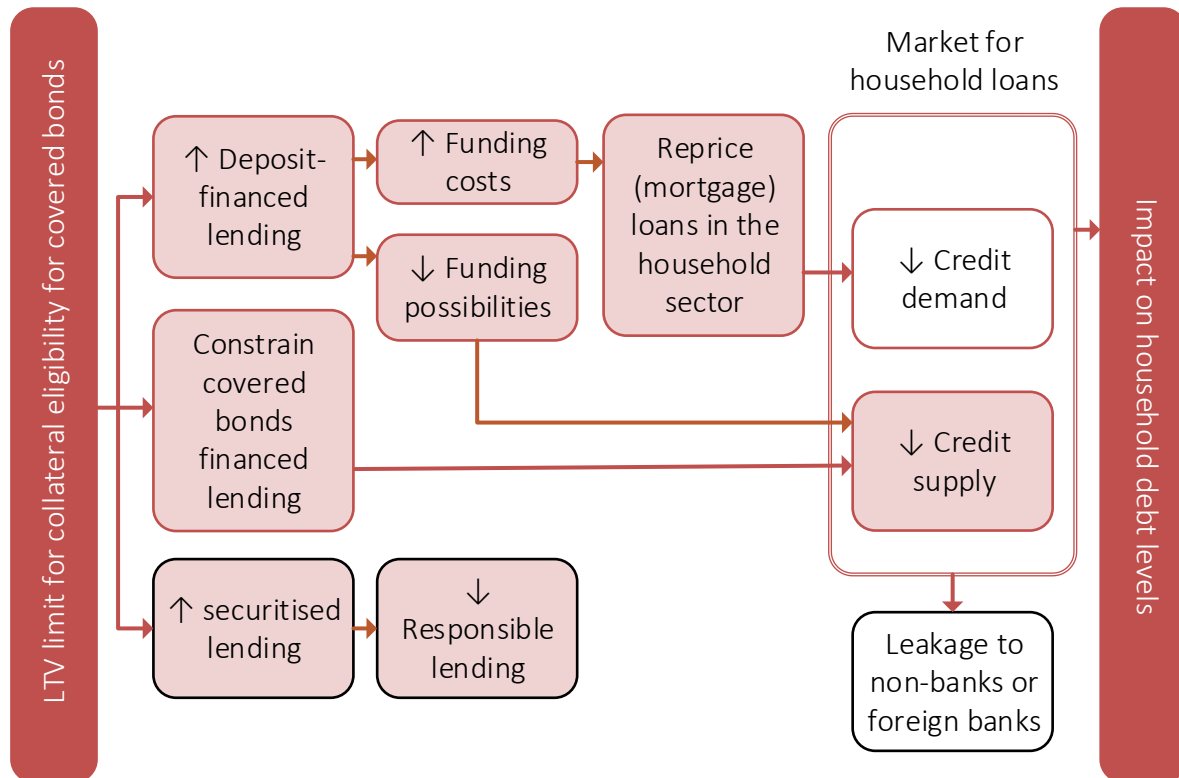 LTV limit for collateral eligibility for covered bonds
↑ Deposit-
financed
lending
↑ Funding
costs
↓ Funding
possibilities
Reprice
(mortgage)
loans in the
household
sector
Constrain
covered
bonds
financed
lending
↑ securitised
lending
↓
Responsible
lending
Market for
household loans
↓ Credit
demand
↓ Credit
supply
Leakage to
non-banks or
foreign banks
Impact on household debt levels